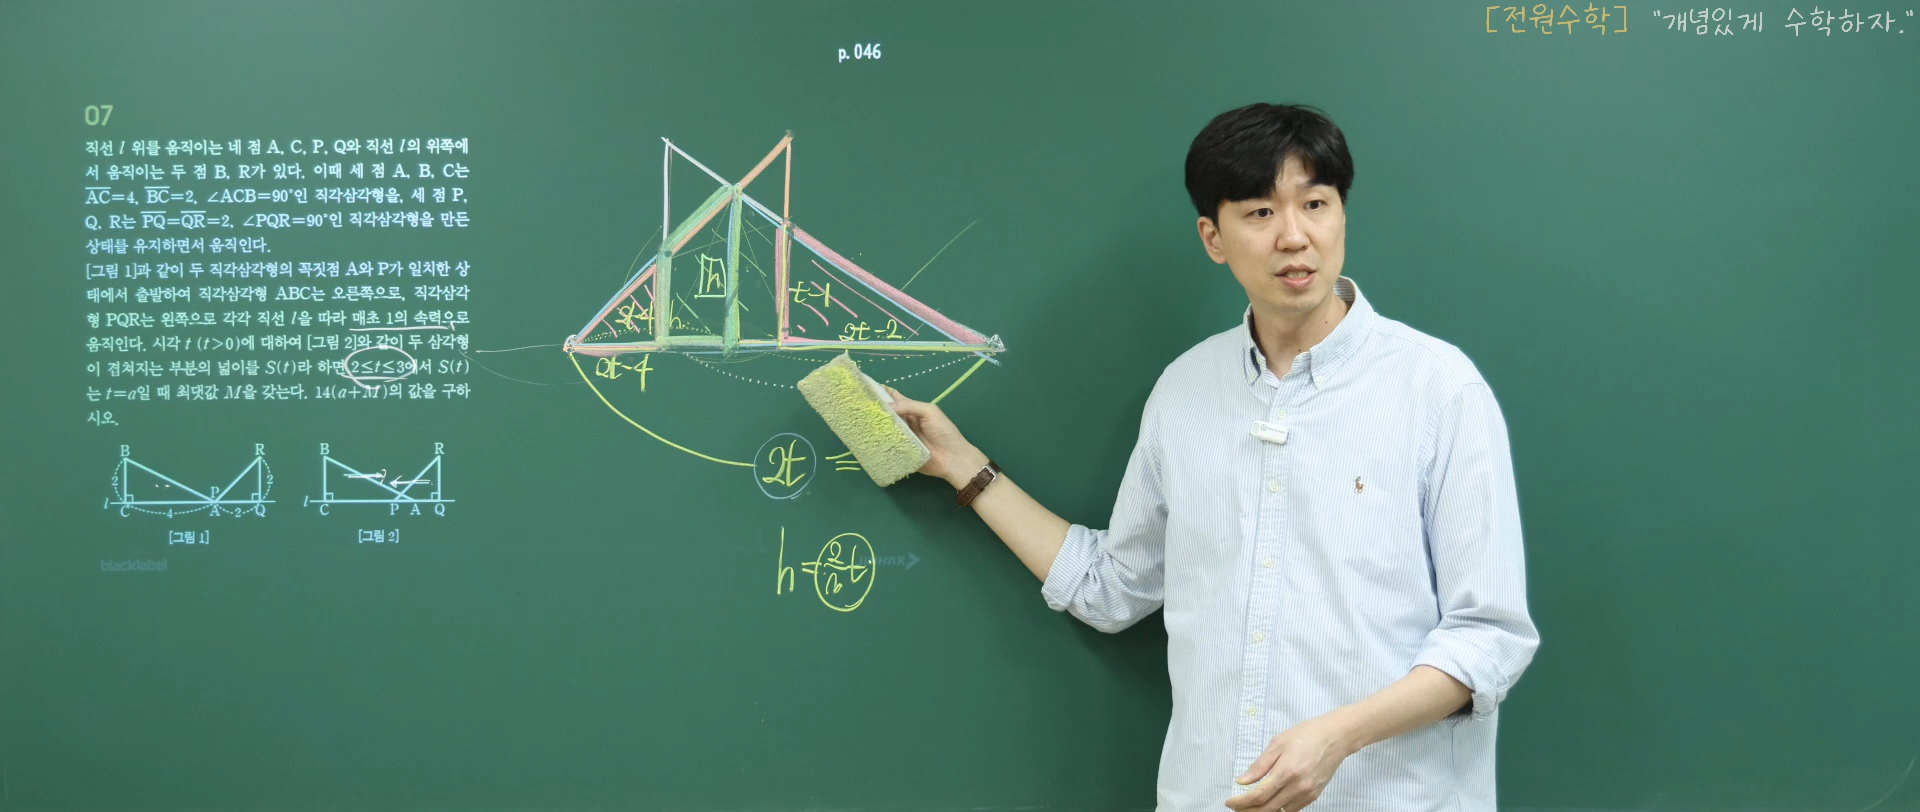 [전원수학] "개념있게 수학하자."
p. 046
07
직선 l 위를 움직이는 네 점 A, C, P, Q와 직선 l의 위쪽에
서 움직이는 두 점 B, R가 있다. 이때 세 점 A, B, C는
AC=4, BC=2, ∠ACB=90°인 직각삼각형을, 세 점 P,
Q, R는 PQ=QR=2, ∠PQR=90°인 직각삼각형을 만든
상태를 유지하면서 움직인다.
[그림 1]과 같이 두 직각삼각형의 꼭짓점 A와 P가 일치한 상
태에서 출발하여 직각삼각형 ABC는 오른쪽으로, 직각삼각
형 PQR는 왼쪽으로 각각 직선 l을 따라 매초 1의 속력으로
움직인다. 시각 t (t>0)에 대하여 [그림 2]와 같이 두 삼각형
이 겹쳐지는 부분의 넓이를 S(t)라 하면 2≤t≤3에서 S(t)
는 t=a일 때 최댓값 M을 갖는다. 14(a+M)의 값을 구하
시오.
B R
2 P 2
l C 4 A 2 Q
[그림 1]
B R
l C P A Q
[그림 2]
blacklabel
h
t-1
2t-2
2t-4
2t =
h=2/3t